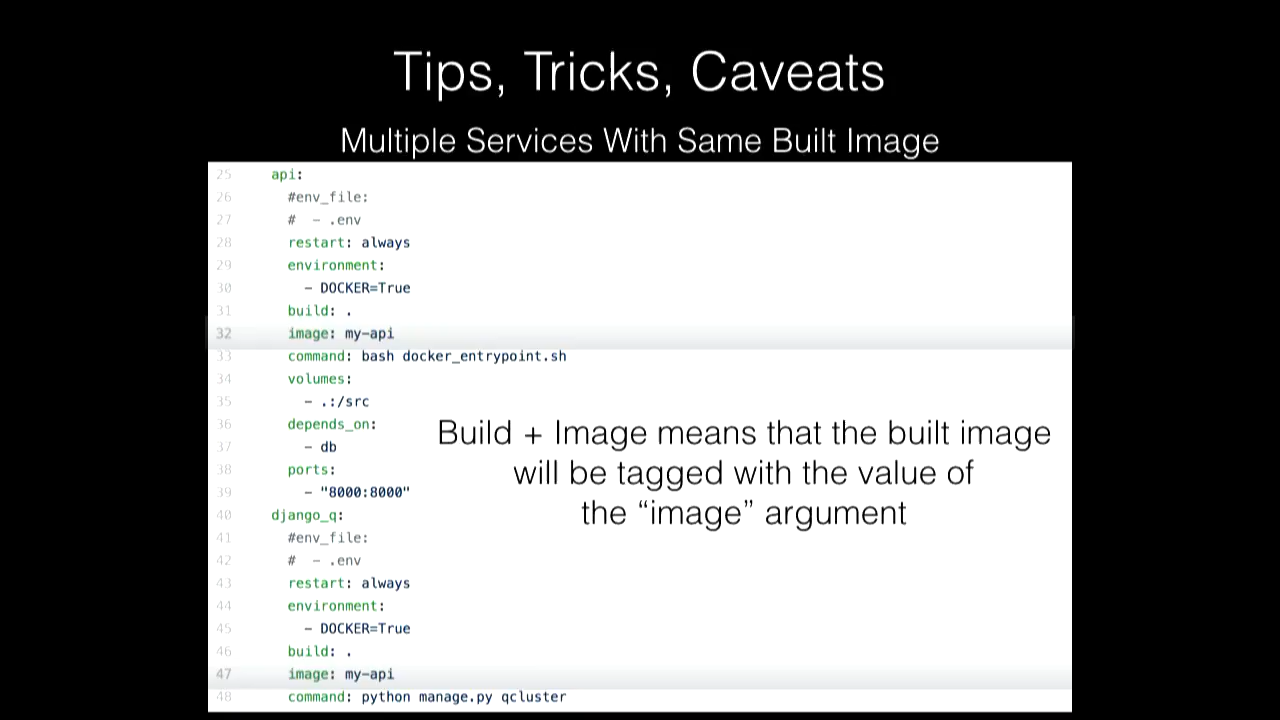 Tips, Tricks, Caveats
Multiple Services With Same Built Image
25 api:
26 #env_file:
27 #  - .env
28 restart: always
29 environment:
30 - DOCKER=True
31 build: .
32 image: my-api
33 command: bash docker_entrypoint.sh
34 volumes:
35 - .:/src
36 depends_on:
37 - db
38 ports:
39 - "8000:8000"
Build + Image means that the built image
will be tagged with the value of
the “image” argument
40 django_q:
41 #env_file:
42 #  - .env
43 restart: always
44 environment:
45 - DOCKER=True
46 build: .
47 image: my-api
48 command: python manage.py qcluster